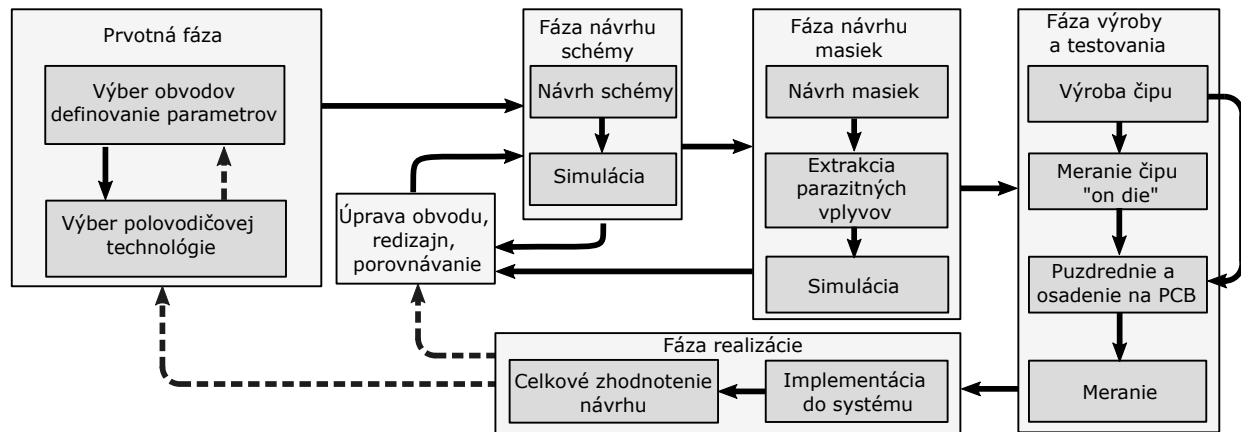 Prvotná fáza
Výber obvodov
definovanie parametrov
Výber polovodičovej
technológie
Fáza návrhu
schémy
Návrh schémy
Simulácia
Úprava obvodu,
redizajn,
porovnávanie
Fáza návrhu
masiek
Návrh masiek
Extrakcia
parazitných
vplyvov
Simulácia
Fáza výroby
a testovania
Výroba čipu
Meranie čipu
"on die"
Puzdrednie a
osadenie na PCB
Meranie
Fáza realizácie
Celkové zhodnotenie
návrhu
Implementácia
do systému